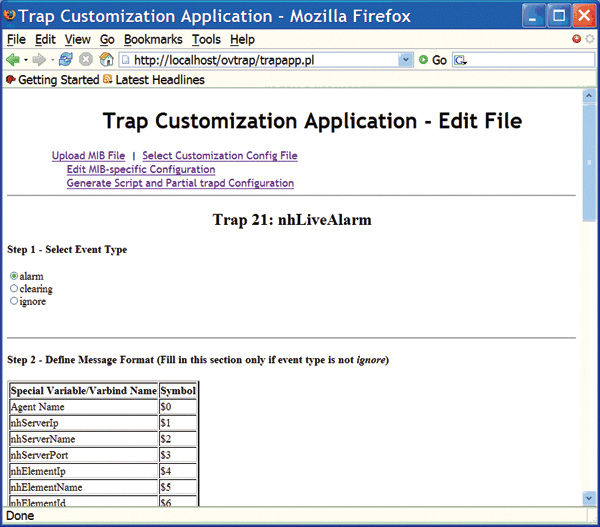 Trap Customization Application - Mozilla Firefox
File Edit View Go Bookmarks Tools Help
http://localhost/ovtrap/trapapp.pl Go G
Getting Started Latest Headlines
Trap Customization Application - Edit File
Upload MIB File | Select Customization Config File
Edit MIB-specific Configuration
Generate Script and Partial trapd Configuration
Trap 21: nhLiveAlarm
Step 1 - Select Event Type
alarm
clearing
ignore
Step 2 - Define Message Format (Fill in this section only if event type is not ignore)
Special Variable/Varbind Name Symbol
Agent Name $0
nhServerIp $1
nhServerName $2
nhServerPort $3
nhElementIp $4
nhElementName $5
nhElementId $6
Done